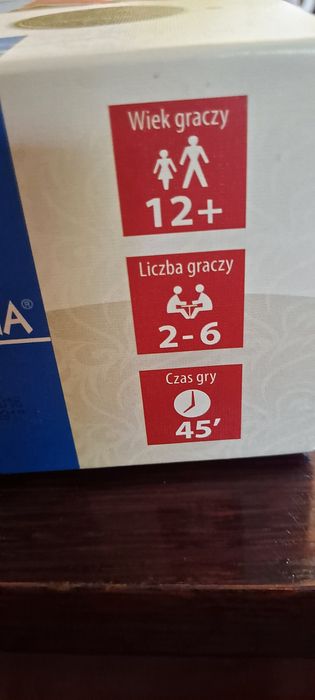 Wiek graczy
12+
Liczba graczy
2-6
Czas gry
45’